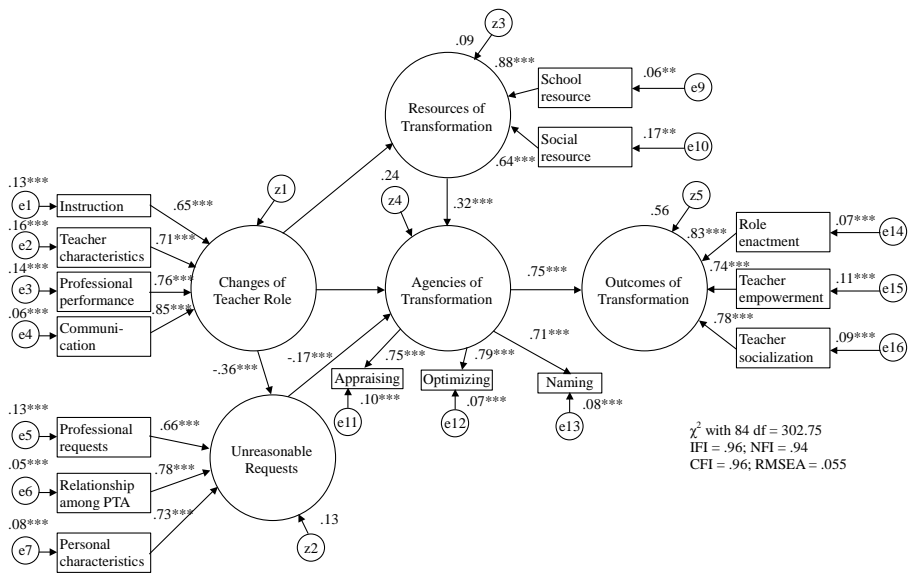 z3
.09
.88***
School
resource
.06**
e9
Resources of
Transformation
Social
resource
.17**
e10
.64***
.24
z4
.32***
z1
z5
.56
.13***
e1
Instruction
.65***
.16***
e2
Teacher
characteristics
.71***
.14***
e3
Professional
performance
.76***
.06***
e4
Communi-
cation
.85***
Changes of
Teacher Role
Agencies of
Transformation
.75***
Outcomes of
Transformation
.83***
Role
enactment
.07***
e14
.74***
Teacher
empowerment
.11***
e15
.78***
Teacher
socialization
.09***
e16
-.36***
-.17***
.75***
.79***
.71***
Appraising
Optimizing
Naming
.10***
.07***
.08***
e11
e12
e13
.13***
e5
Professional
requests
.66***
.05***
e6
Relationship
among PTA
.78***
.08***
e7
Personal
characteristics
.73***
Unreasonable
Requests
.13
z2
χ² with 84 df = 302.75
IFI = .96; NFI = .94
CFI = .96; RMSEA = .055